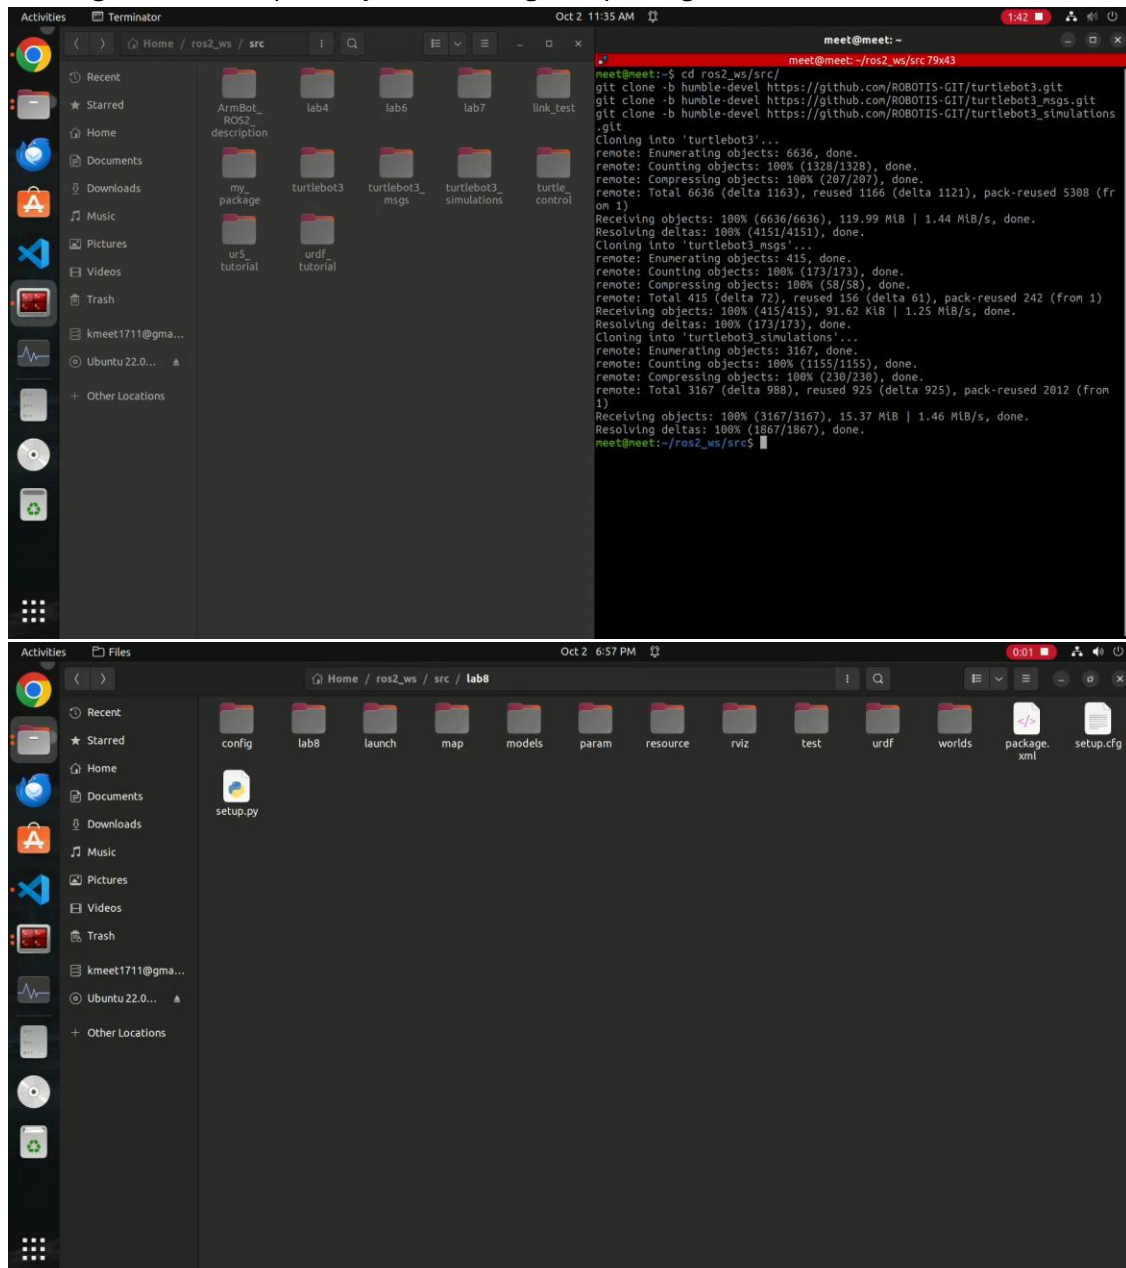 Activities Terminator Oct 2 11:35 AM 1:42
Home / ros2_ws / src
meet@meet: ~
meet@meet: ~/ros2_ws/src 79x43
Recent
Starred
Home
Documents
Downloads
Music
Pictures
Videos
Trash
kmeet1711@gma...
Ubuntu 22.0...
+ Other Locations
ArmBot_
ROS2_
description
lab4
lab6
lab7
link_test
my_
package
turtlebot3
turtlebot3_
msgs
turtlebot3_
simulations
turtle_
control
ur5_
tutorial
urdf_
tutorial
meet@meet:~$ cd ros2_ws/src/
git clone -b humble-devel https://github.com/ROBOTIS-GIT/turtlebot3.git
git clone -b humble-devel https://github.com/ROBOTIS-GIT/turtlebot3_msgs.git
git clone -b humble-devel https://github.com/ROBOTIS-GIT/turtlebot3_simulations
.git
Cloning into 'turtlebot3'...
remote: Enumerating objects: 6636, done.
remote: Counting objects: 100% (1328/1328), done.
remote: Compressing objects: 100% (207/207), done.
remote: Total 6636 (delta 1163), reused 1166 (delta 1121), pack-reused 5308 (fr
om 1)
Receiving objects: 100% (6636/6636), 119.99 MiB | 1.44 MiB/s, done.
Resolving deltas: 100% (4151/4151), done.
Cloning into 'turtlebot3_msgs'...
remote: Enumerating objects: 415, done.
remote: Counting objects: 100% (173/173), done.
remote: Compressing objects: 100% (58/58), done.
remote: Total 415 (delta 72), reused 156 (delta 61), pack-reused 242 (from 1)
Receiving objects: 100% (415/415), 91.62 KiB | 1.25 MiB/s, done.
Resolving deltas: 100% (173/173), done.
Cloning into 'turtlebot3_simulations'...
remote: Enumerating objects: 3167, done.
remote: Counting objects: 100% (1155/1155), done.
remote: Compressing objects: 100% (230/230), done.
remote: Total 3167 (delta 988), reused 925 (delta 925), pack-reused 2012 (from
1)
Receiving objects: 100% (3167/3167), 15.37 MiB | 1.46 MiB/s, done.
Resolving deltas: 100% (1867/1867), done.
meet@meet:~/ros2_ws/src$
Activities Files Oct 2 6:57 PM 0:01
Home / ros2_ws / src / lab8
Recent
Starred
Home
Documents
Downloads
Music
Pictures
Videos
Trash
kmeet1711@gma...
Ubuntu 22.0...
+ Other Locations
config
lab8
launch
map
models
param
resource
rviz
test
urdf
worlds
package.
xml
setup.cfg
setup.py